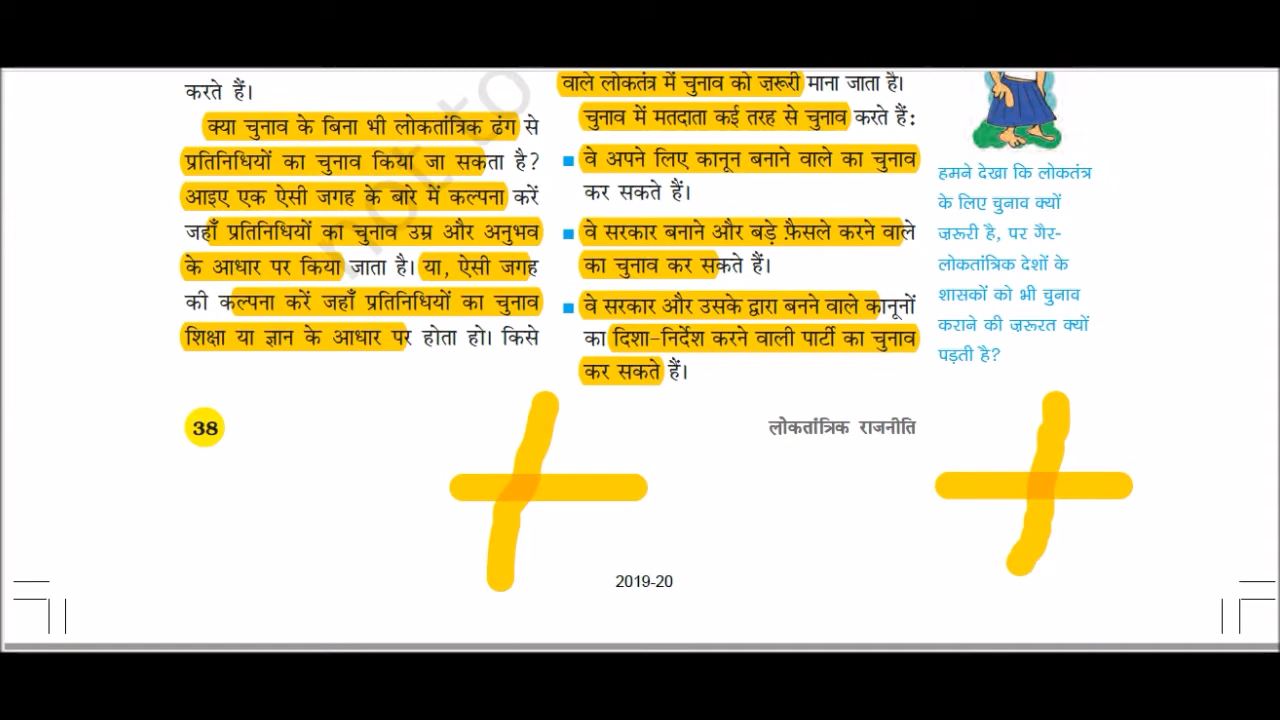 करते हैं।
क्या चुनाव के बिना भी लोकतांत्रिक ढंग से
प्रतिनिधियों का चुनाव किया जा सकता है?
आइए एक ऐसी जगह के बारे में कल्पना करें
जहाँ प्रतिनिधियों का चुनाव उम्र और अनुभव
के आधार पर किया जाता है। या, ऐसी जगह
की कल्पना करें जहाँ प्रतिनिधियों का चुनाव
शिक्षा या ज्ञान के आधार पर होता हो। किसे
वाले लोकतंत्र में चुनाव को ज़रूरी माना जाता है।
चुनाव में मतदाता कई तरह से चुनाव करते हैं:
वे अपने लिए कानून बनाने वाले का चुनाव
कर सकते हैं।
वे सरकार बनाने और बड़े फ़ैसले करने वाले
का चुनाव कर सकते हैं।
वे सरकार और उसके द्वारा बनने वाले कानूनों
का दिशा-निर्देश करने वाली पार्टी का चुनाव
कर सकते हैं।
हमने देखा कि लोकतंत्र
के लिए चुनाव क्यों
ज़रूरी है, पर गैर-
लोकतांत्रिक देशों के
शासकों को भी चुनाव
कराने की ज़रूरत क्यों
पड़ती है?
38
लोकतांत्रिक राजनीति
2019-20
not to